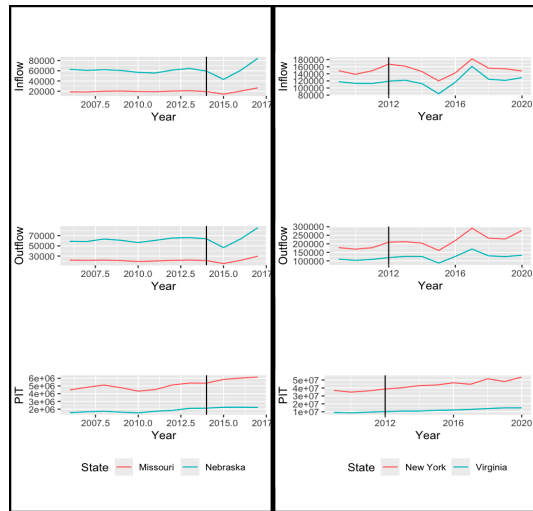 Inflow
80000
60000
20000
2007.5 2010.0 2012.5 2015.0 2017
Year
Outflow
70000
50000
30000
2007.5 2010.0 2012.5 2015.0 2017
Year
PIT
6e+06
5e+06
4e+06
3e+06
2e+06
2007.5 2010.0 2012.5 2015.0 2017
Year
State Missouri Nebraska
Inflow
180000
160000
140000
120000
100000
80000
2012 2016 2020
Year
Outflow
300000
250000
200000
150000
100000
2012 2016 2020
Year
PIT
5e+07
4e+07
3e+07
2e+07
1e+07
2012 2016 2020
Year
State New York Virginia